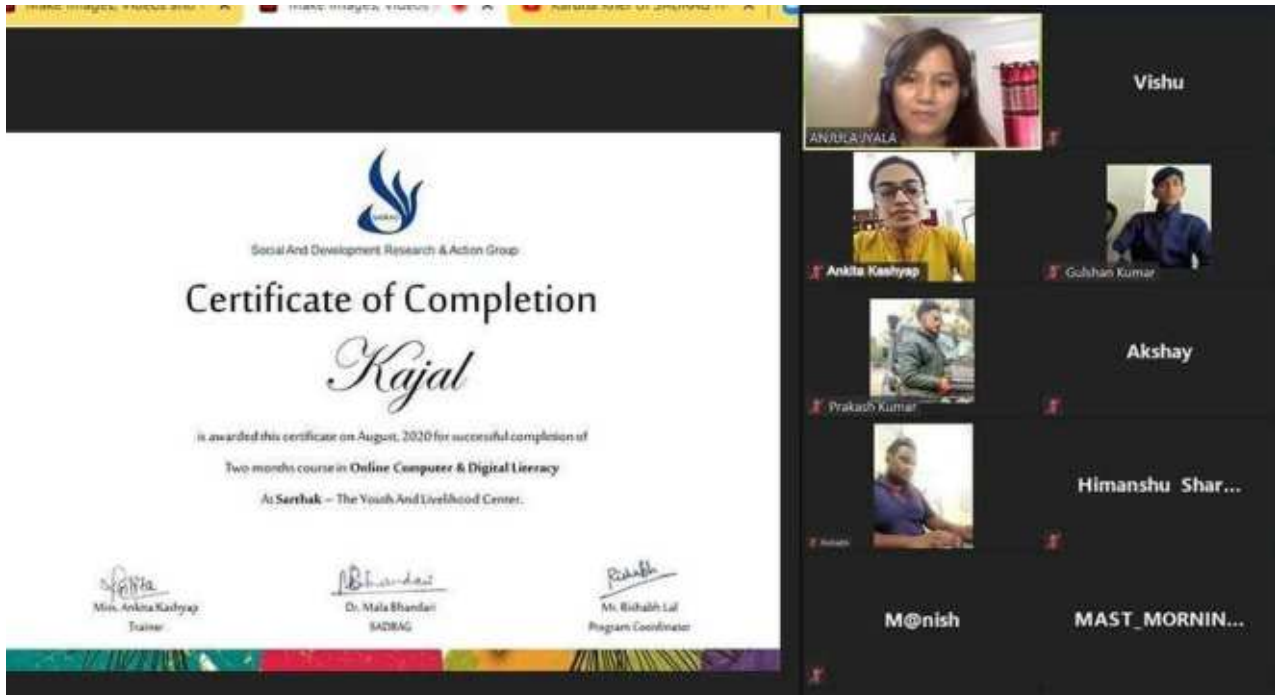 SADRAG
Social And Development Research & Action Group
Certificate of Completion
Kajal
is awarded this certificate on August, 2020 for successful completion of
Two months course in Online Computer & Digital Literacy
At Sarthak – The Youth And Livelihood Center.
Mrs. Ankita Kashyap
Trainer
Dr. Mala Bhandari
SADRAG
Mr. Rishabh Lal
Program Coordinator
ANJULA JYALA
Vishu
Ankita Kashyap
Gulshan Kumar
Prakash Kumar
Akshay
Rishabh
Himanshu Shar...
M@nish
MAST_MORNIN...